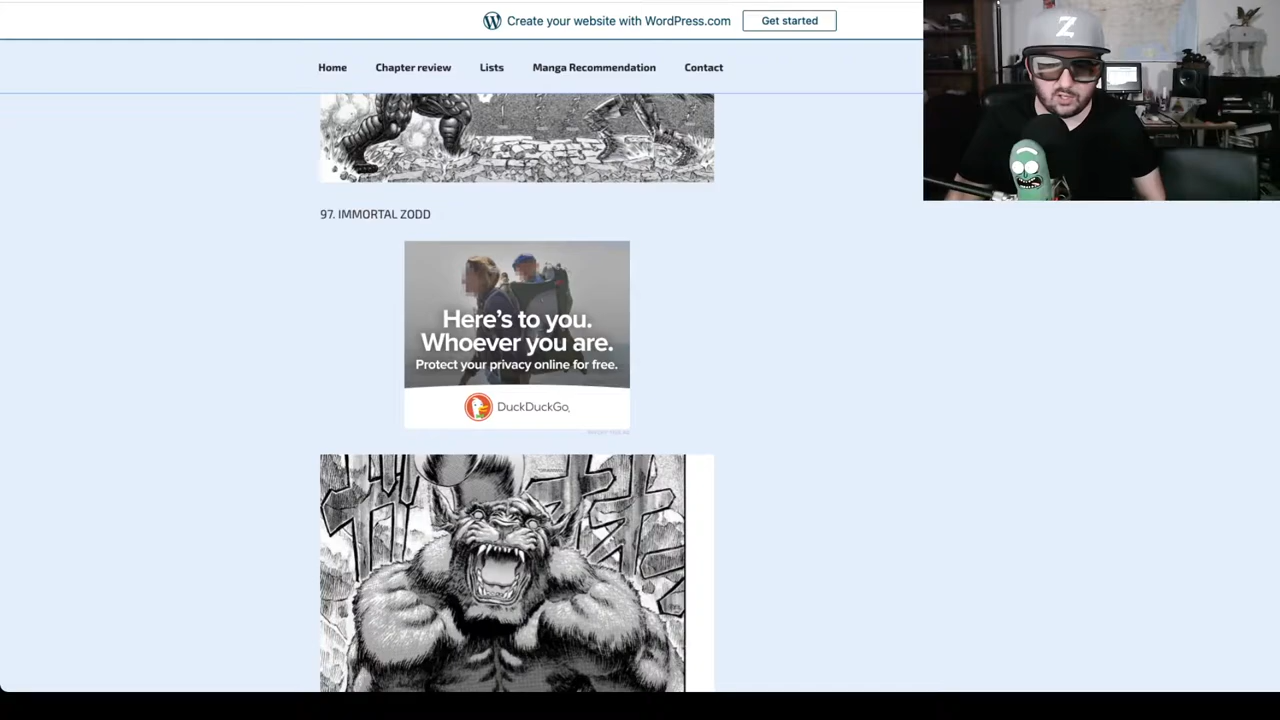 Create your website with WordPress.com
Get started
Home
Chapter review
Lists
Manga Recommendation
Contact
Z
97. IMMORTAL ZODD
Here's to you.
Whoever you are.
Protect your privacy online for free.
DuckDuckGo.